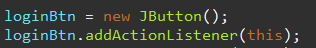 loginBtn = new JButton();
loginBtn.addActionListener(this);